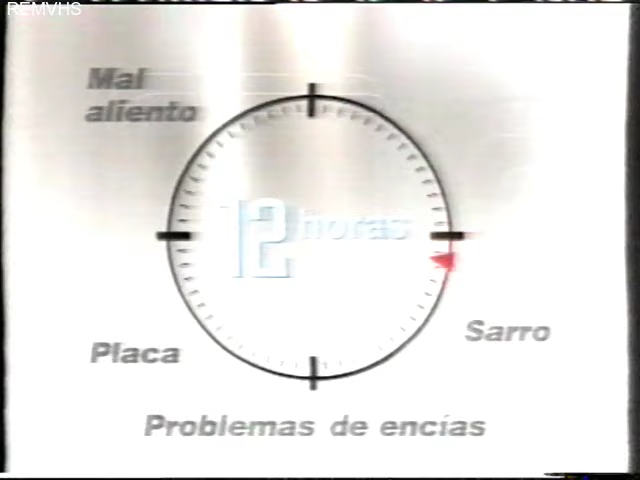 REMVHS
Mal
aliento
12 horas
Sarro
Placa
Problemas de encías